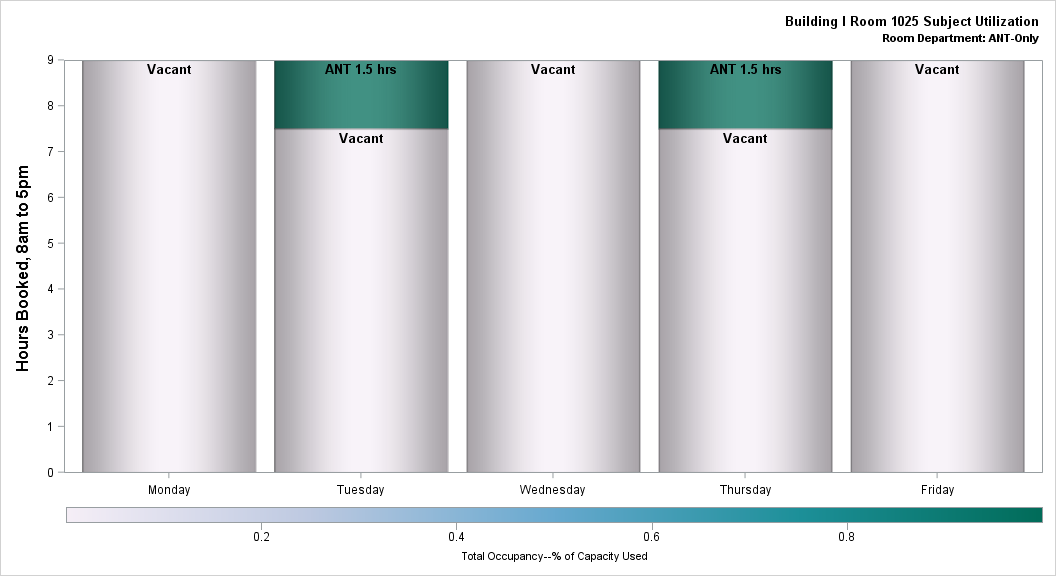 Building I Room 1025 Subject Utilization
Room Department: ANT-Only
Hours Booked, 8am to 5pm
9
8
7
6
5
4
3
2
1
0
Vacant
ANT 1.5 hrs
Vacant
Vacant
ANT 1.5 hrs
Vacant
Vacant
Monday
Tuesday
Wednesday
Thursday
Friday
0.2
0.4
0.6
0.8
Total Occupancy--% of Capacity Used